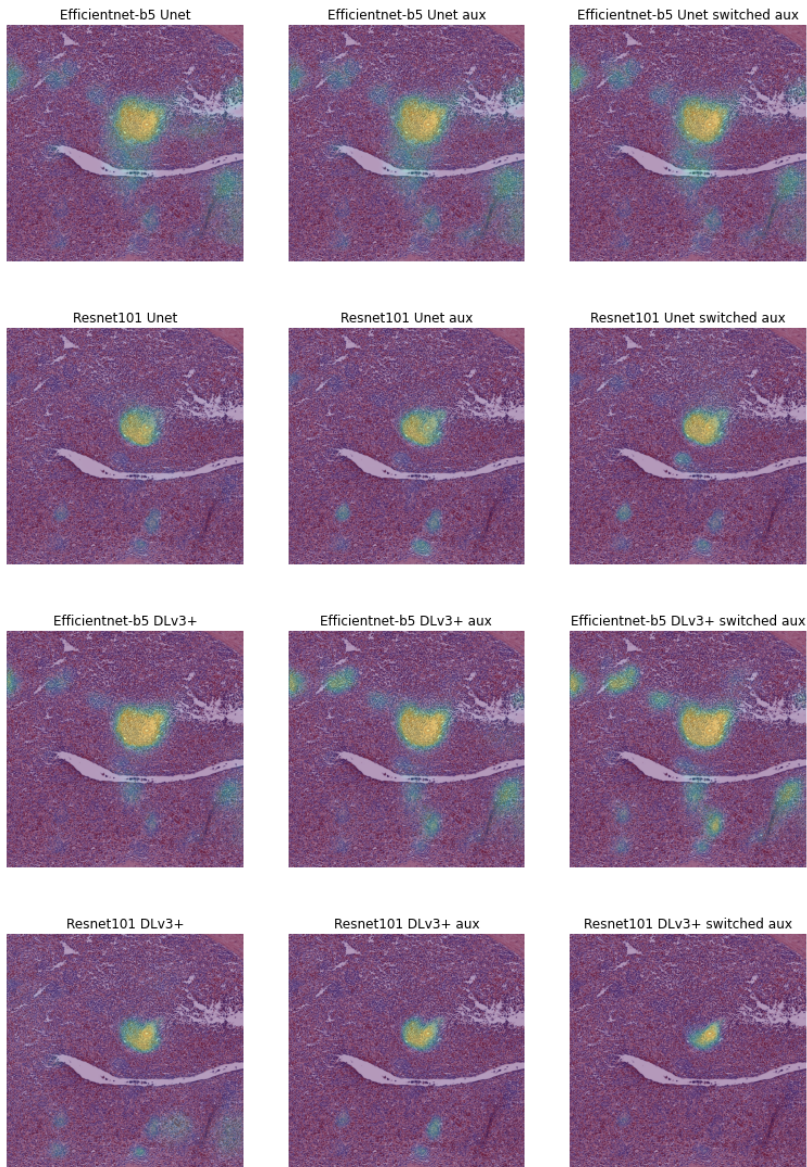 Efficientnet-b5 Unet
Efficientnet-b5 Unet aux
Efficientnet-b5 Unet switched aux
Resnet101 Unet
Resnet101 Unet aux
Resnet101 Unet switched aux
Efficientnet-b5 DLv3+
Efficientnet-b5 DLv3+ aux
Efficientnet-b5 DLv3+ switched aux
Resnet101 DLv3+
Resnet101 DLv3+ aux
Resnet101 DLv3+ switched aux